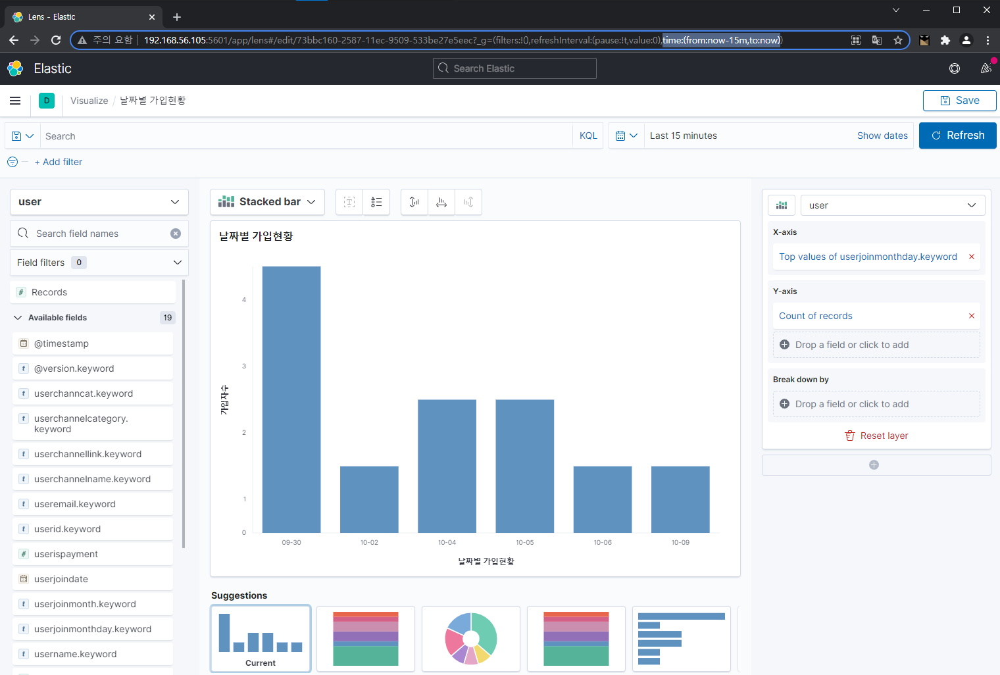 Lens - Elastic
주의 요함 192.168.56.105:5601/app/lens#/edit/73bbc160-2587-11ec-9509-533be27e5eec?_g=(filters:!(),refreshInterval:(pause:!t,value:0),time:(from:now-15m,to:now))
Elastic
Search Elastic
D
Visualize / 날짜별 가입현황
Save
Search
KQL
Last 15 minutes
Show dates
Refresh
+ Add filter
user
Search field names
Field filters 0
# Records
Available fields 19
@timestamp
t @version.keyword
t userchanncat.keyword
t userchannelcategory.
keyword
t userchannellink.keyword
t userchannelname.keyword
t useremail.keyword
t userid.keyword
# userispayment
userjoindate
t userjoinmonth.keyword
t userjoinmonthday.keyword
t username.keyword
Stacked bar
날짜별 가입현황
4
3
2
1
0
가입자수
09-30 10-02 10-04 10-05 10-06 10-09
날짜별 가입현황
Suggestions
Current
user
X-axis
Top values of userjoinmonthday.keyword
Y-axis
Count of records
Drop a field or click to add
Break down by
Drop a field or click to add
Reset layer